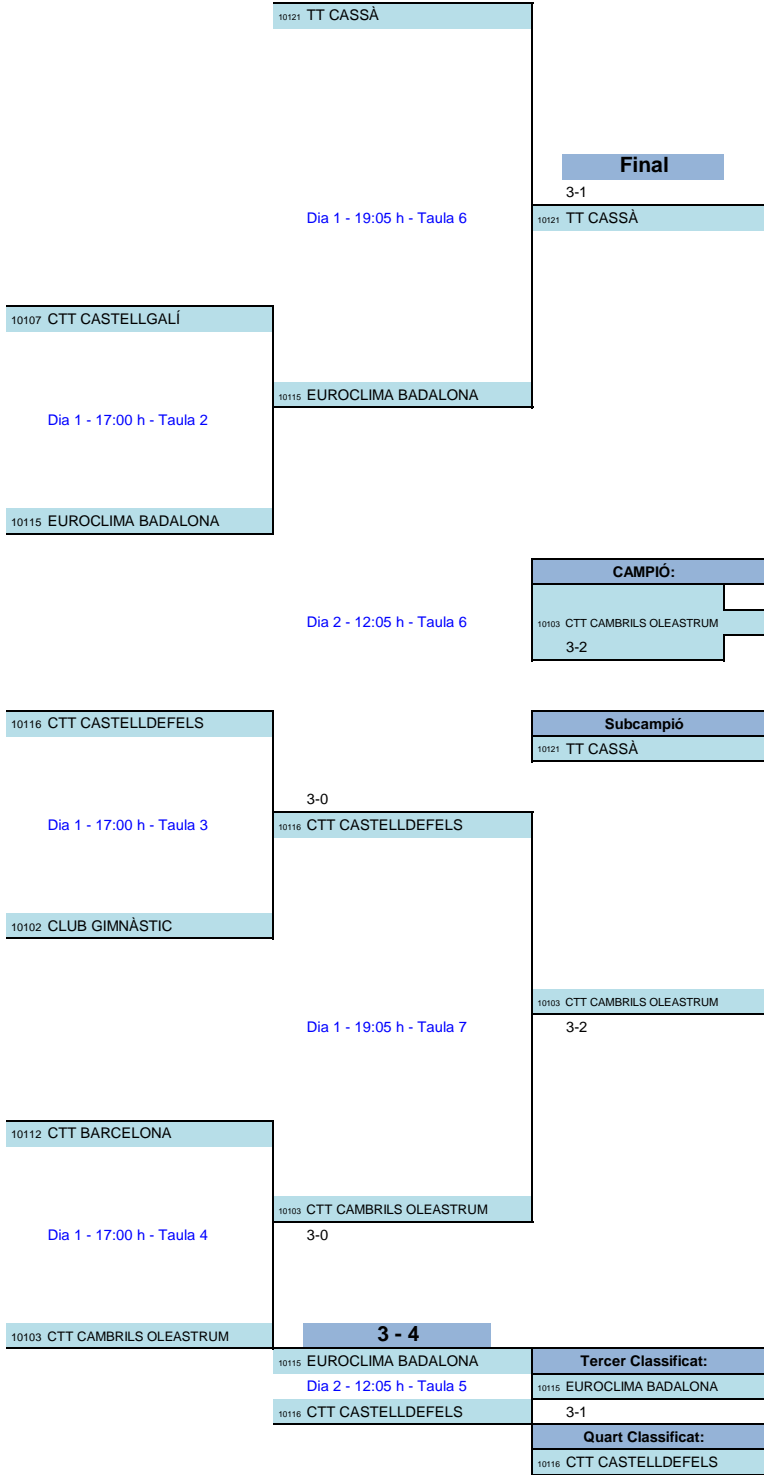 10121 TT CASSÀ
Final
3-1
Dia 1 - 19:05 h - Taula 6
10121 TT CASSÀ
10107 CTT CASTELLGALÍ
10115 EUROCLIMA BADALONA
Dia 1 - 17:00 h - Taula 2
10115 EUROCLIMA BADALONA
CAMPIÓ:
Dia 2 - 12:05 h - Taula 6
10103 CTT CAMBRILS OLEASTRUM
3-2
10116 CTT CASTELLDEFELS
Subcampió
10121 TT CASSÀ
3-0
Dia 1 - 17:00 h - Taula 3
10116 CTT CASTELLDEFELS
10102 CLUB GIMNÀSTIC
10103 CTT CAMBRILS OLEASTRUM
Dia 1 - 19:05 h - Taula 7
3-2
10112 CTT BARCELONA
10103 CTT CAMBRILS OLEASTRUM
Dia 1 - 17:00 h - Taula 4
3-0
10103 CTT CAMBRILS OLEASTRUM
3 - 4
10115 EUROCLIMA BADALONA
Tercer Classificat:
Dia 2 - 12:05 h - Taula 5
10115 EUROCLIMA BADALONA
10116 CTT CASTELLDEFELS
3-1
Quart Classificat:
10116 CTT CASTELLDEFELS